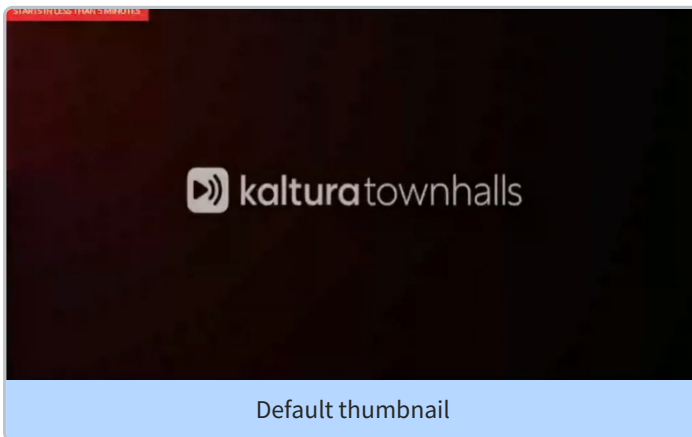 STARTS IN LESS THAN 5 MINUTES
kaltura townhalls
Default thumbnail